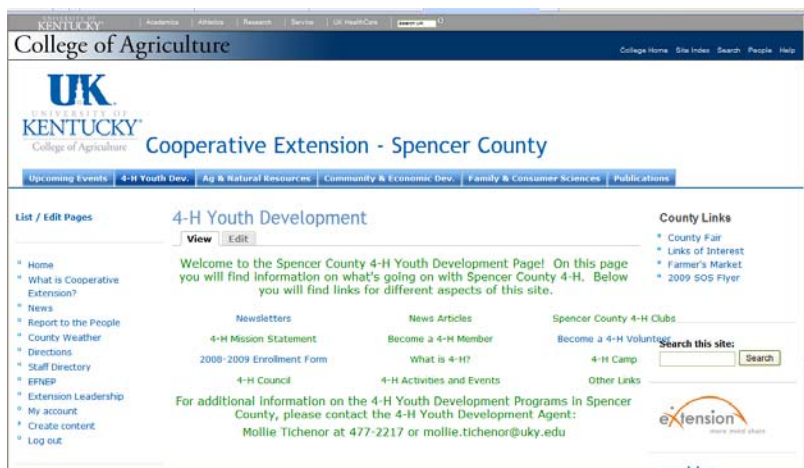 UNIVERSITY OF
KENTUCKY
Academics | Athletics | Research | Service | UK HealthCare
search UK
College of Agriculture
College Home Site Index Search People Help
UK
UNIVERSITY OF
KENTUCKY
College of Agriculture
Cooperative Extension - Spencer County
Upcoming Events 4-H Youth Dev. Ag & Natural Resources Community & Economic Dev. Family & Consumer Sciences Publications
List / Edit Pages
Home
What is Cooperative
Extension?
News
Report to the People
County Weather
Directions
Staff Directory
EFNEP
Extension Leadership
My account
Create content
Log out
4-H Youth Development
View Edit
Welcome to the Spencer County 4-H Youth Development Page! On this page
you will find information on what's going on with Spencer County 4-H. Below
you will find links for different aspects of this site.
Newsletters News Articles Spencer County 4-H Clubs
4-H Mission Statement Become a 4-H Member Become a 4-H Volunteer
2008-2009 Enrollment Form What is 4-H? 4-H Camp
4-H Council 4-H Activities and Events Other Links
For additional information on the 4-H Youth Development Programs in Spencer
County, please contact the 4-H Youth Development Agent:
Mollie Tichenor at 477-2217 or mollie.tichenor@uky.edu
County Links
County Fair
Links of Interest
Farmer's Market
2009 SOS Flyer
Search this site:
Search
eXtension